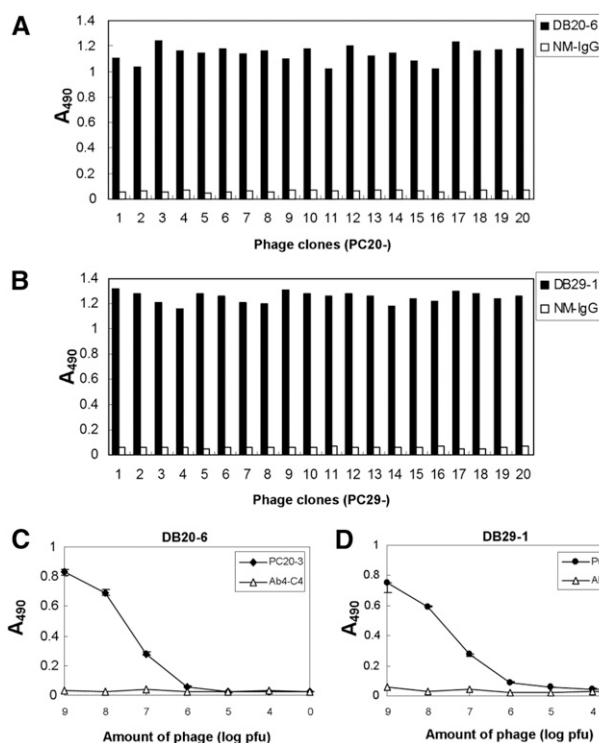 A
DB20-6
NM-IgG
A490
1.4
1.2
1
0.8
0.6
0.4
0.2
0
1 2 3 4 5 6 7 8 9 10 11 12 13 14 15 16 17 18 19 20
Phage clones (PC20-)
B
DB29-1
NM-IgG
A490
1.4
1.2
1
0.8
0.6
0.4
0.2
0
1 2 3 4 5 6 7 8 9 10 11 12 13 14 15 16 17 18 19 20
Phage clones (PC29-)
C
DB20-6
PC20-3
Ab4-C4
A490
1
0.8
0.6
0.4
0.2
0
9 8 7 6 5 4 0
Amount of phage (log pfu)
D
DB29-1
A490
1
0.8
0.6
0.4
0.2
0
9 8 7 6 5 4
Amount of phage (log pfu)